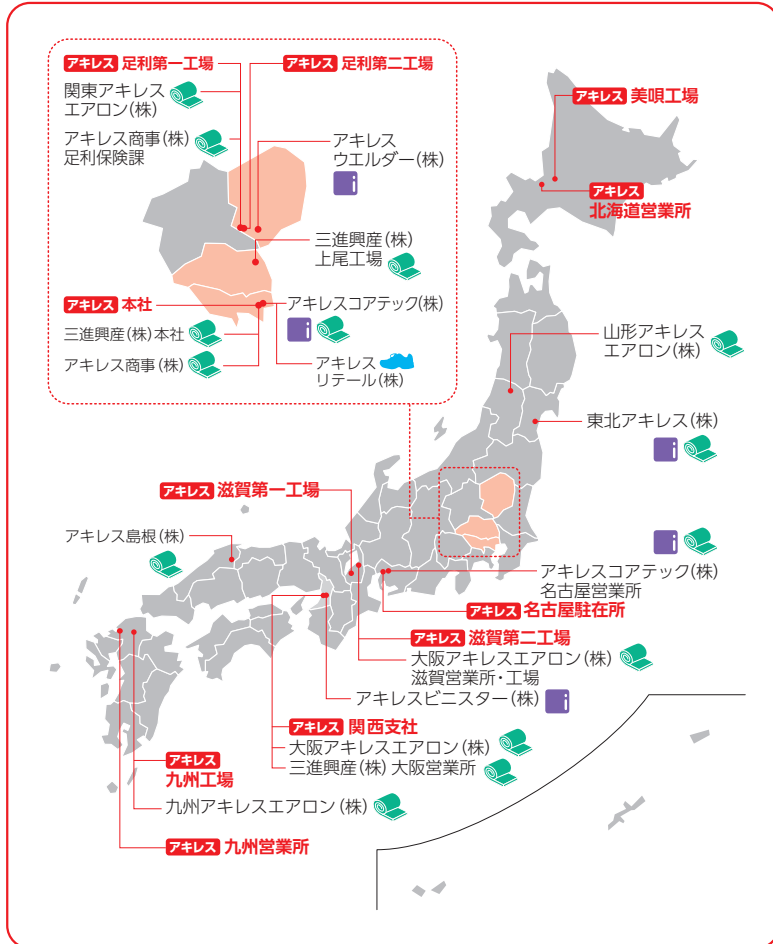 アキレス 足利第一工場
関東アキレス
エアロン(株)
アキレス商事(株)
足利保険課
アキレス 足利第二工場
アキレス
ウエルダー(株)
i
三進興産(株)
上尾工場
アキレス 本社
三進興産(株)本社
アキレス商事(株)
アキレスコアテック(株)
i
アキレス
リテール(株)
アキレス 美唄工場
アキレス
北海道営業所
山形アキレス
エアロン(株)
東北アキレス(株)
i
アキレス 滋賀第一工場
アキレス島根(株)
i
アキレスコアテック(株)
名古屋営業所
アキレス 名古屋駐在所
アキレス 滋賀第二工場
大阪アキレスエアロン(株)
滋賀営業所・工場
アキレスビニスター(株)
i
アキレス 関西支社
大阪アキレスエアロン(株)
三進興産(株) 大阪営業所
アキレス
九州工場
九州アキレスエアロン(株)
アキレス 九州営業所